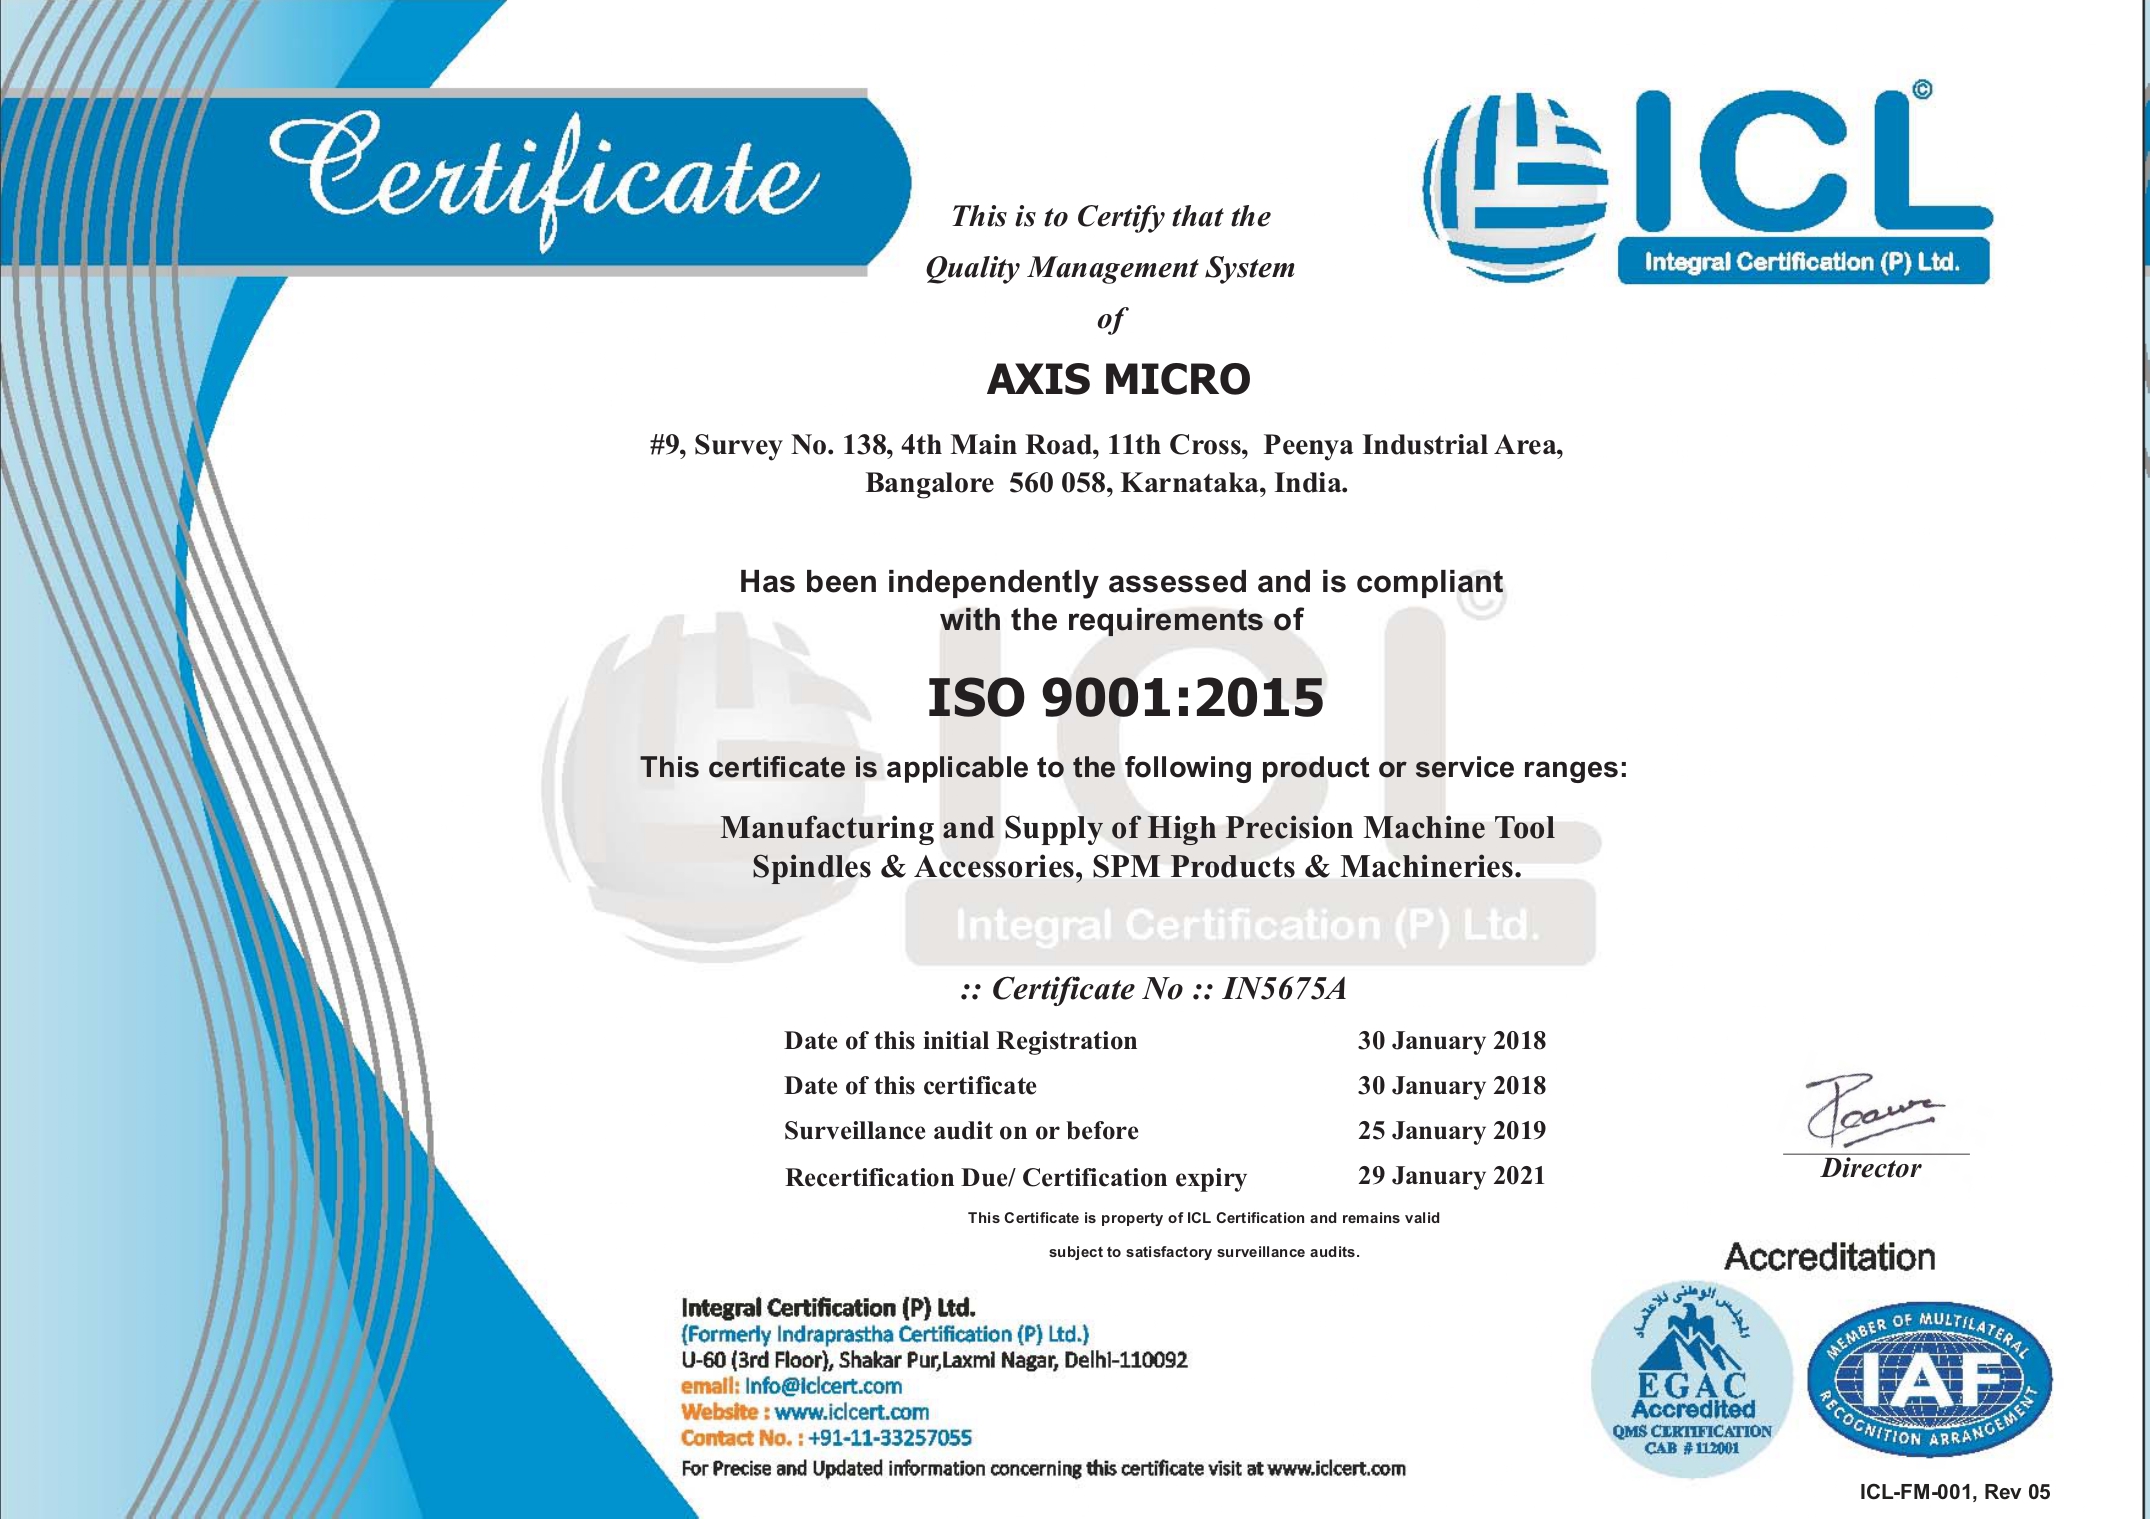 Certificate
ICL©
Integral Certification (P) Ltd.
This is to Certify that the
Quality Management System
of
AXIS MICRO
#9, Survey No. 138, 4th Main Road, 11th Cross, Peenya Industrial Area,
Bangalore 560 058, Karnataka, India.
Has been independently assessed and is compliant
with the requirements of
ISO 9001:2015
This certificate is applicable to the following product or service ranges:
Manufacturing and Supply of High Precision Machine Tool
Spindles & Accessories, SPM Products & Machineries.
ICL©
Integral Certification (P) Ltd.
:: Certificate No :: IN5675A
Date of this initial Registration 30 January 2018
Date of this certificate 30 January 2018
Surveillance audit on or before 25 January 2019
Recertification Due/ Certification expiry 29 January 2021
Director
This Certificate is property of ICL Certification and remains valid
subject to satisfactory surveillance audits.
Accreditation
Integral Certification (P) Ltd.
(Formerly Indraprastha Certification (P) Ltd.)
U-60 (3rd Floor), Shakar Pur,Laxmi Nagar, Delhi-110092
email: Info@iclcert.com
Website : www.iclcert.com
Contact No. : +91-11-33257055
For Precise and Updated information concerning this certificate visit at www.iclcert.com
المجلس الوطنى للاعتماد
EGAC
Accredited
QMS CERTIFICATION
CAB # 112001
MEMBER OF MULTILATERAL
IAF
RECOGNITION ARRANGEMENT
ICL-FM-001, Rev 05